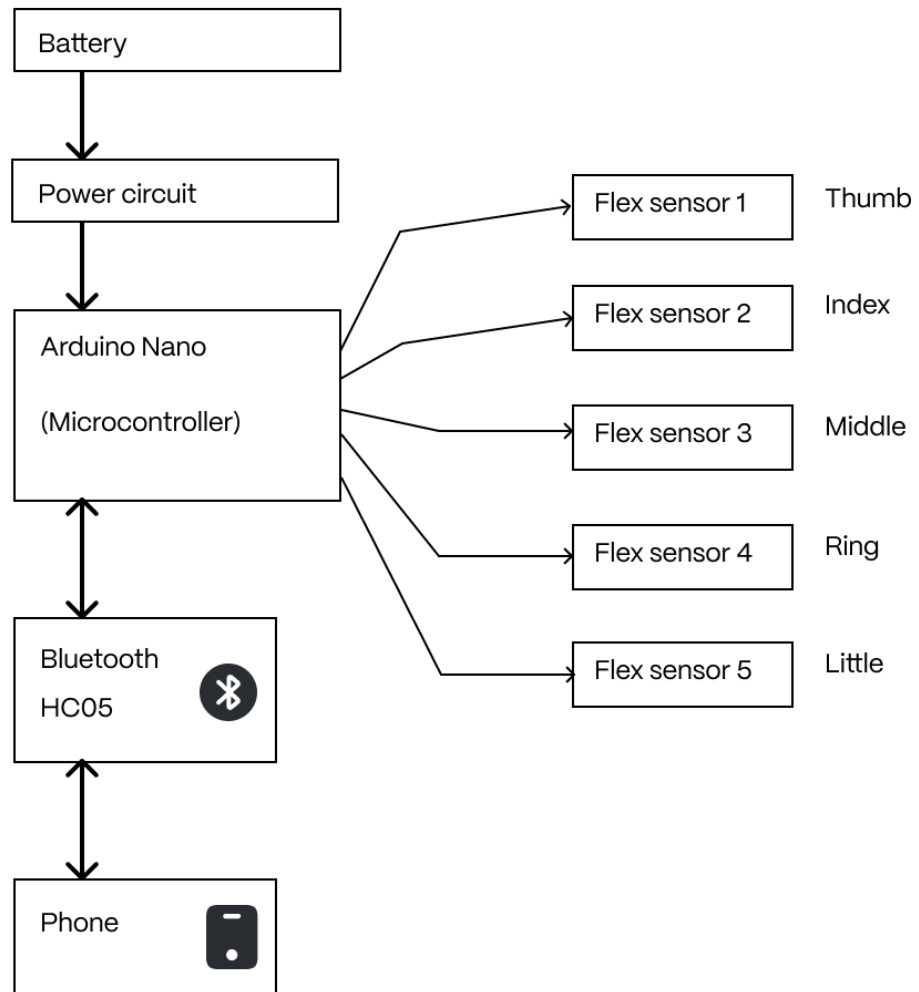 Battery
Power circuit
Arduino Nano
(Microcontroller)
Flex sensor 1
Thumb
Flex sensor 2
Index
Flex sensor 3
Middle
Flex sensor 4
Ring
Flex sensor 5
Little
Bluetooth
HC05
Phone